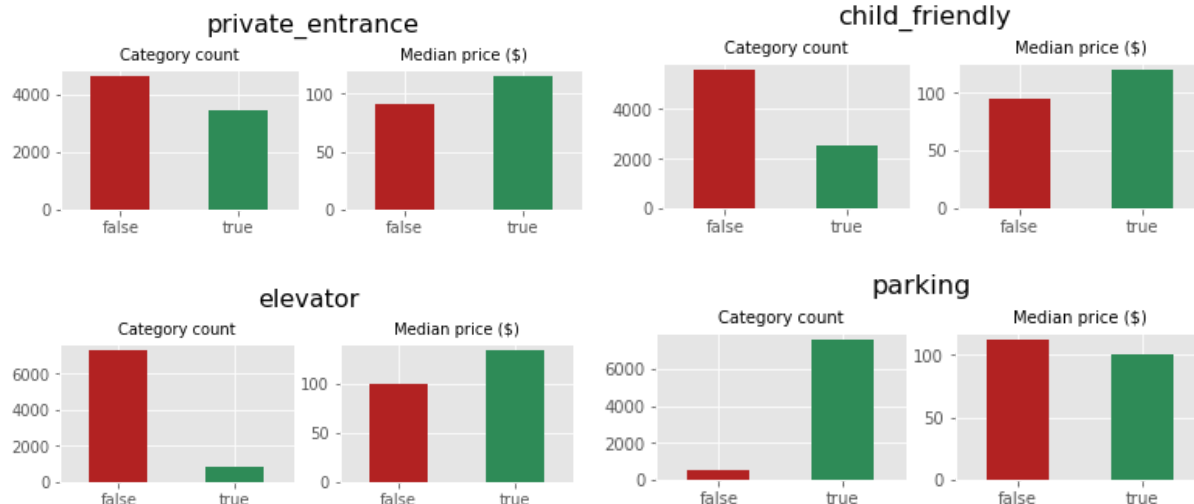 private_entrance
Category count
Median price ($)
4000
2000
0
false
true
100
50
0
false
true
child_friendly
Category count
Median price ($)
4000
2000
0
false
true
100
50
0
false
true
elevator
Category count
Median price ($)
6000
4000
2000
0
false
true
100
50
0
false
true
parking
Category count
Median price ($)
6000
4000
2000
0
false
true
100
50
0
false
true